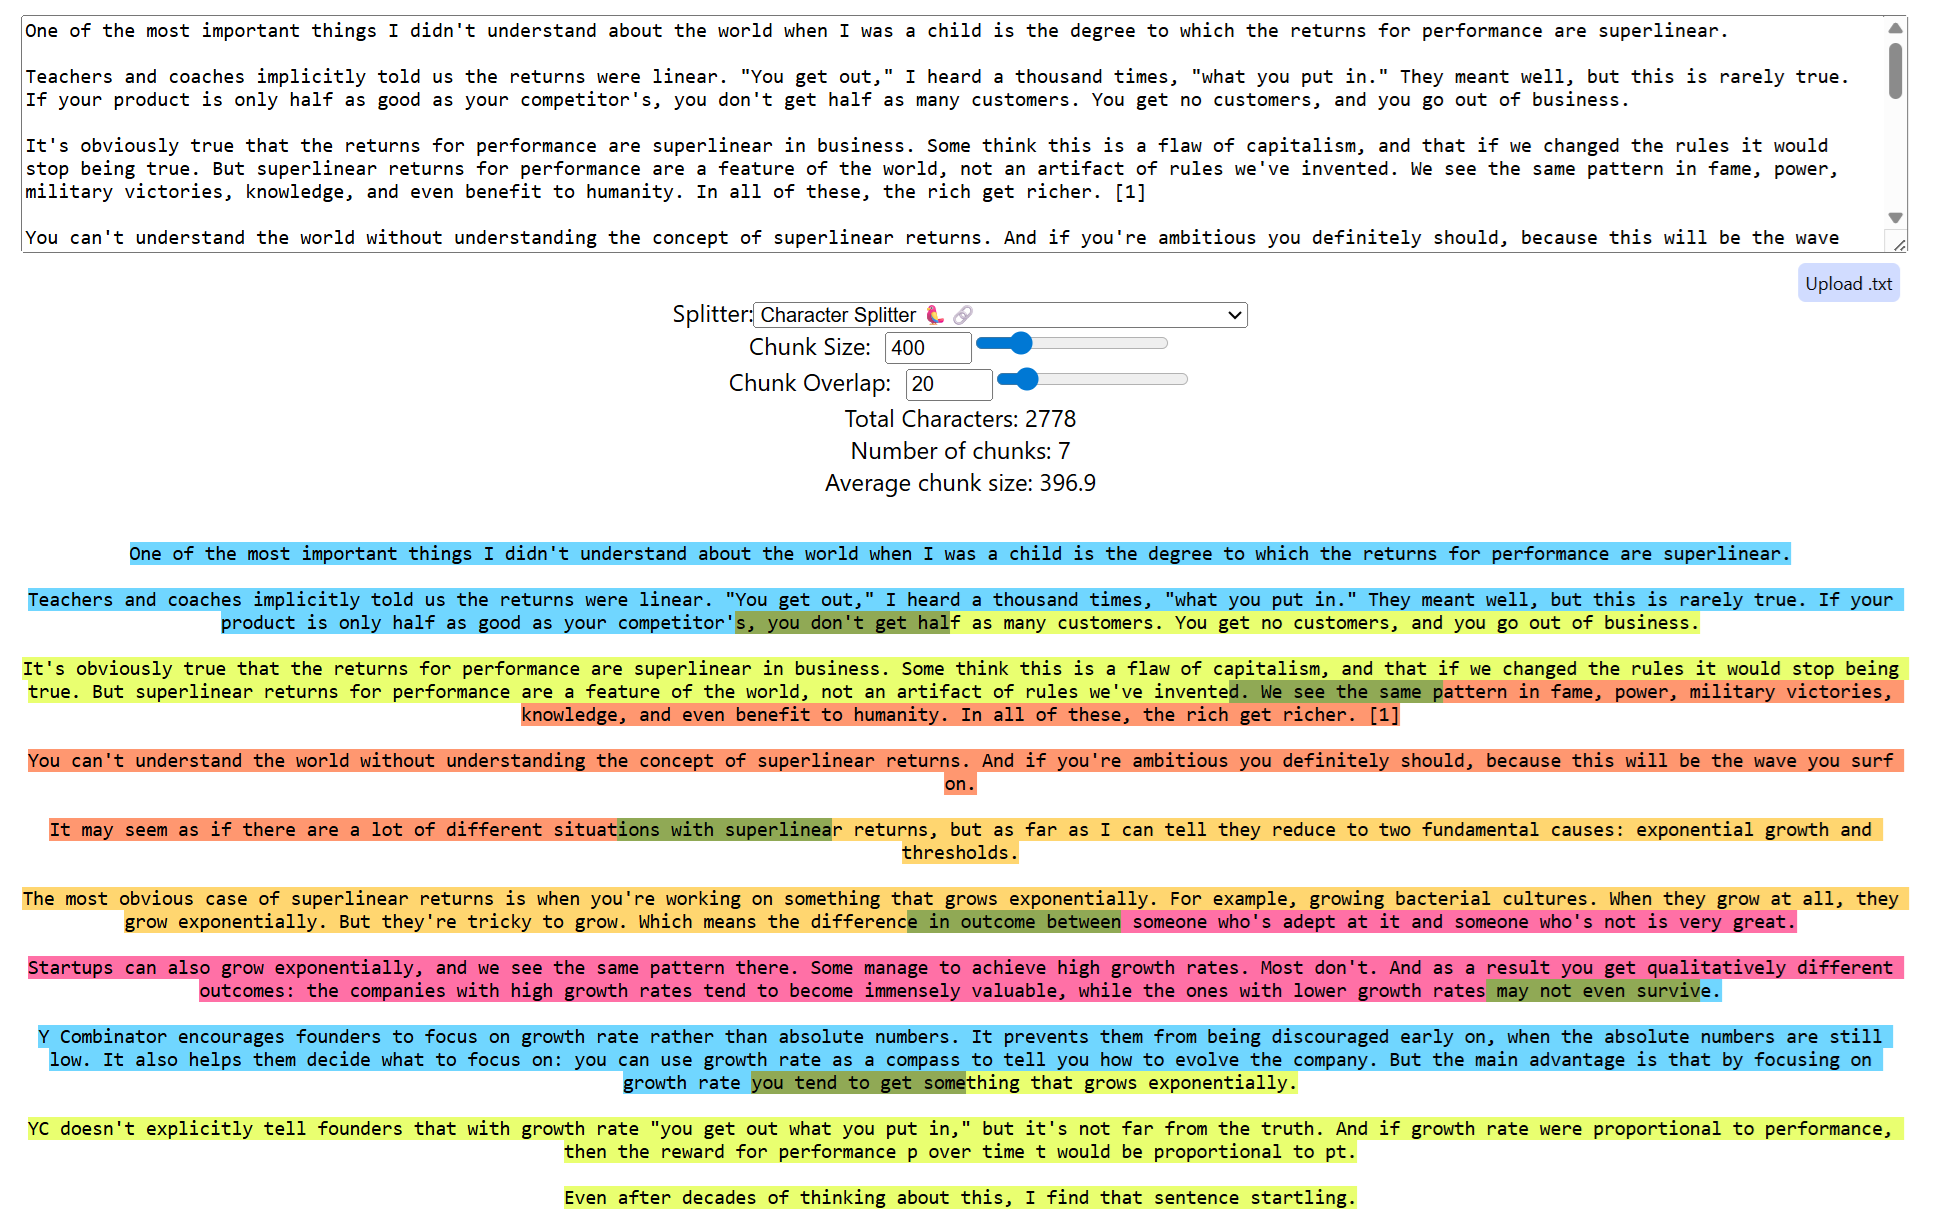 One of the most important things I didn't understand about the world when I was a child is the degree to which the returns for performance are superlinear.
Teachers and coaches implicitly told us the returns were linear. "You get out," I heard a thousand times, "what you put in." They meant well, but this is rarely true.
If your product is only half as good as your competitor's, you don't get half as many customers. You get no customers, and you go out of business.
It's obviously true that the returns for performance are superlinear in business. Some think this is a flaw of capitalism, and that if we changed the rules it would
stop being true. But superlinear returns for performance are a feature of the world, not an artifact of rules we've invented. We see the same pattern in fame, power,
military victories, knowledge, and even benefit to humanity. In all of these, the rich get richer. [1]
You can't understand the world without understanding the concept of superlinear returns. And if you're ambitious you definitely should, because this will be the wave
Upload .txt
Splitter: Character Splitter 🦜🔗
Chunk Size: 400
Chunk Overlap: 20
Total Characters: 2778
Number of chunks: 7
Average chunk size: 396.9
One of the most important things I didn't understand about the world when I was a child is the degree to which the returns for performance are superlinear.
Teachers and coaches implicitly told us the returns were linear. "You get out," I heard a thousand times, "what you put in." They meant well, but this is rarely true. If your
product is only half as good as your competitor's, you don't get half as many customers. You get no customers, and you go out of business.
It's obviously true that the returns for performance are superlinear in business. Some think this is a flaw of capitalism, and that if we changed the rules it would stop being
true. But superlinear returns for performance are a feature of the world, not an artifact of rules we've invented. We see the same pattern in fame, power, military victories,
knowledge, and even benefit to humanity. In all of these, the rich get richer. [1]
You can't understand the world without understanding the concept of superlinear returns. And if you're ambitious you definitely should, because this will be the wave you surf
on.
It may seem as if there are a lot of different situations with superlinear returns, but as far as I can tell they reduce to two fundamental causes: exponential growth and
thresholds.
The most obvious case of superlinear returns is when you're working on something that grows exponentially. For example, growing bacterial cultures. When they grow at all, they
grow exponentially. But they're tricky to grow. Which means the difference in outcome between someone who's adept at it and someone who's not is very great.
Startups can also grow exponentially, and we see the same pattern there. Some manage to achieve high growth rates. Most don't. And as a result you get qualitatively different
outcomes: the companies with high growth rates tend to become immensely valuable, while the ones with lower growth rates may not even survive.
Y Combinator encourages founders to focus on growth rate rather than absolute numbers. It prevents them from being discouraged early on, when the absolute numbers are still
low. It also helps them decide what to focus on: you can use growth rate as a compass to tell you how to evolve the company. But the main advantage is that by focusing on
growth rate you tend to get something that grows exponentially.
YC doesn't explicitly tell founders that with growth rate "you get out what you put in," but it's not far from the truth. And if growth rate were proportional to performance,
then the reward for performance p over time t would be proportional to pt.
Even after decades of thinking about this, I find that sentence startling.